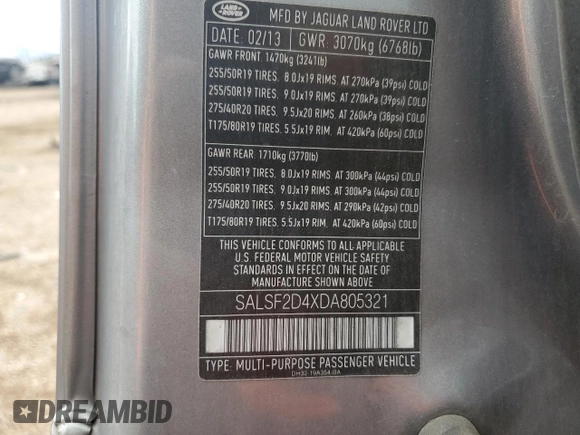 LAND-ROVER
MFD BY JAGUAR LAND ROVER LTD
DATE: 02/13 GWR: 3070kg (6768lb)
GAWR FRONT: 1470kg (3241lb)
255/50R19 TIRES. 8.0Jx19 RIMS. AT 270kPa (39psi) COLD
255/50R19 TIRES. 9.0Jx19 RIMS. AT 270kPa (39psi) COLD
275/40R20 TIRES. 9.5Jx20 RIMS. AT 260kPa (38psi) COLD
T175/80R19 TIRES. 5.5Jx19 RIM. AT 420kPa (60psi) COLD
GAWR REAR: 1710kg (3770lb)
255/50R19 TIRES. 8.0Jx19 RIMS. AT 300kPa (44psi) COLD
255/50R19 TIRES. 9.0Jx19 RIMS. AT 300kPa (44psi) COLD
275/40R20 TIRES. 9.5Jx20 RIMS. AT 290kPa (42psi) COLD
T175/80R19 TIRES. 5.5Jx19 RIM. AT 420kPa (60psi) COLD
THIS VEHICLE CONFORMS TO ALL APPLICABLE
U.S. FEDERAL MOTOR VEHICLE SAFETY
STANDARDS IN EFFECT ON THE DATE OF
MANUFACTURE SHOWN ABOVE.
SALSF2D4XDA805321
TYPE: MULTI-PURPOSE PASSENGER VEHICLE
DREAMBID